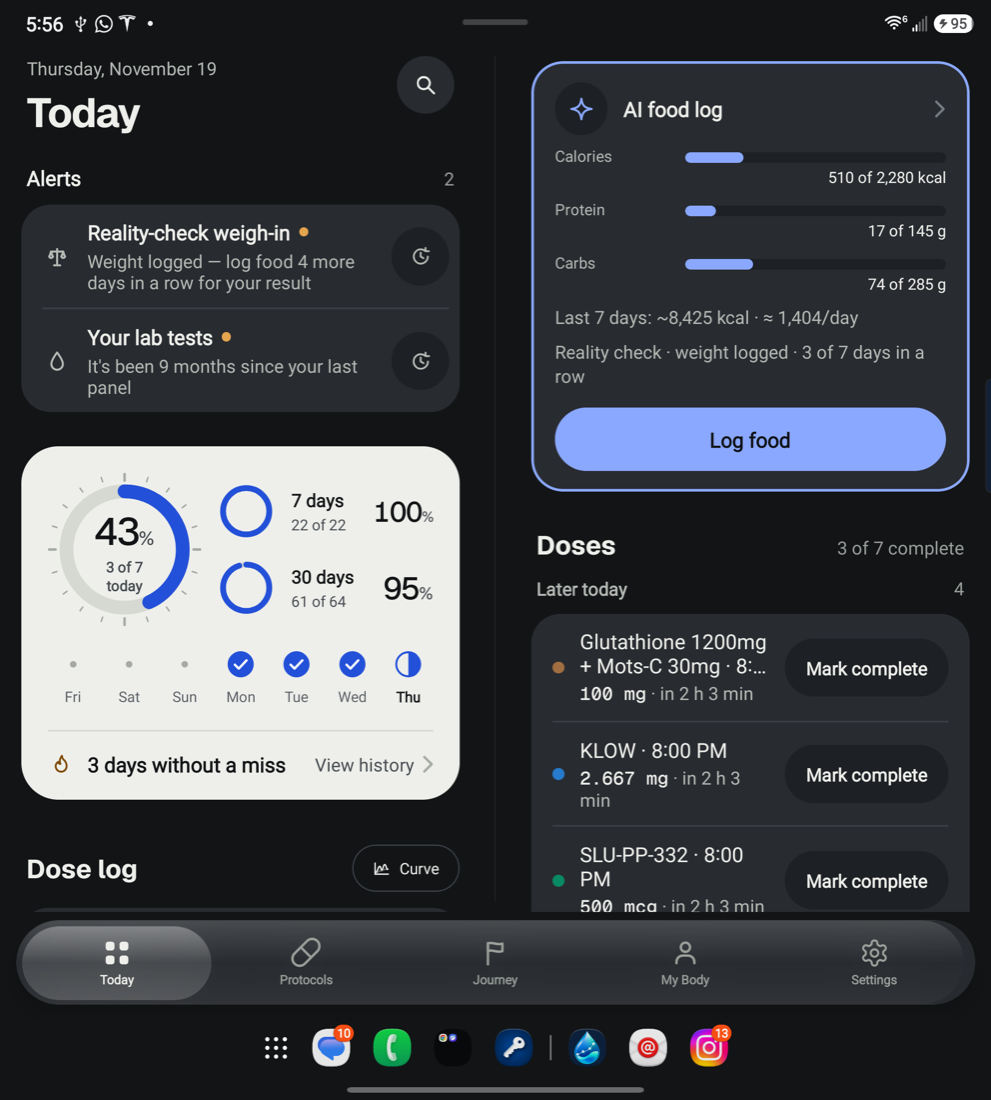 5:56
95
Thursday, November 19
Today
Alerts
2
Reality-check weigh-in
Weight logged — log food 4 more
days in a row for your result
Your lab tests
It's been 9 months since your last
panel
43%
3 of 7
today
7 days
22 of 22
100%
30 days
61 of 64
95%
Fri
Sat
Sun
Mon
Tue
Wed
Thu
3 days without a miss
View history
Dose log
Curve
AI food log
Calories
510 of 2,280 kcal
Protein
17 of 145 g
Carbs
74 of 285 g
Last 7 days: ~8,425 kcal · ≈ 1,404/day
Reality check · weight logged · 3 of 7 days in a
row
Log food
Doses
3 of 7 complete
Later today
4
Glutathione 1200mg
+ Mots-C 30mg · 8:...
100 mg · in 2 h 3 min
Mark complete
KLOW · 8:00 PM
2.667 mg · in 2 h 3
min
Mark complete
SLU-PP-332 · 8:00
PM
500 mcg · in 2 h 3 min
Mark complete
Today
Protocols
Journey
My Body
Settings
10
13